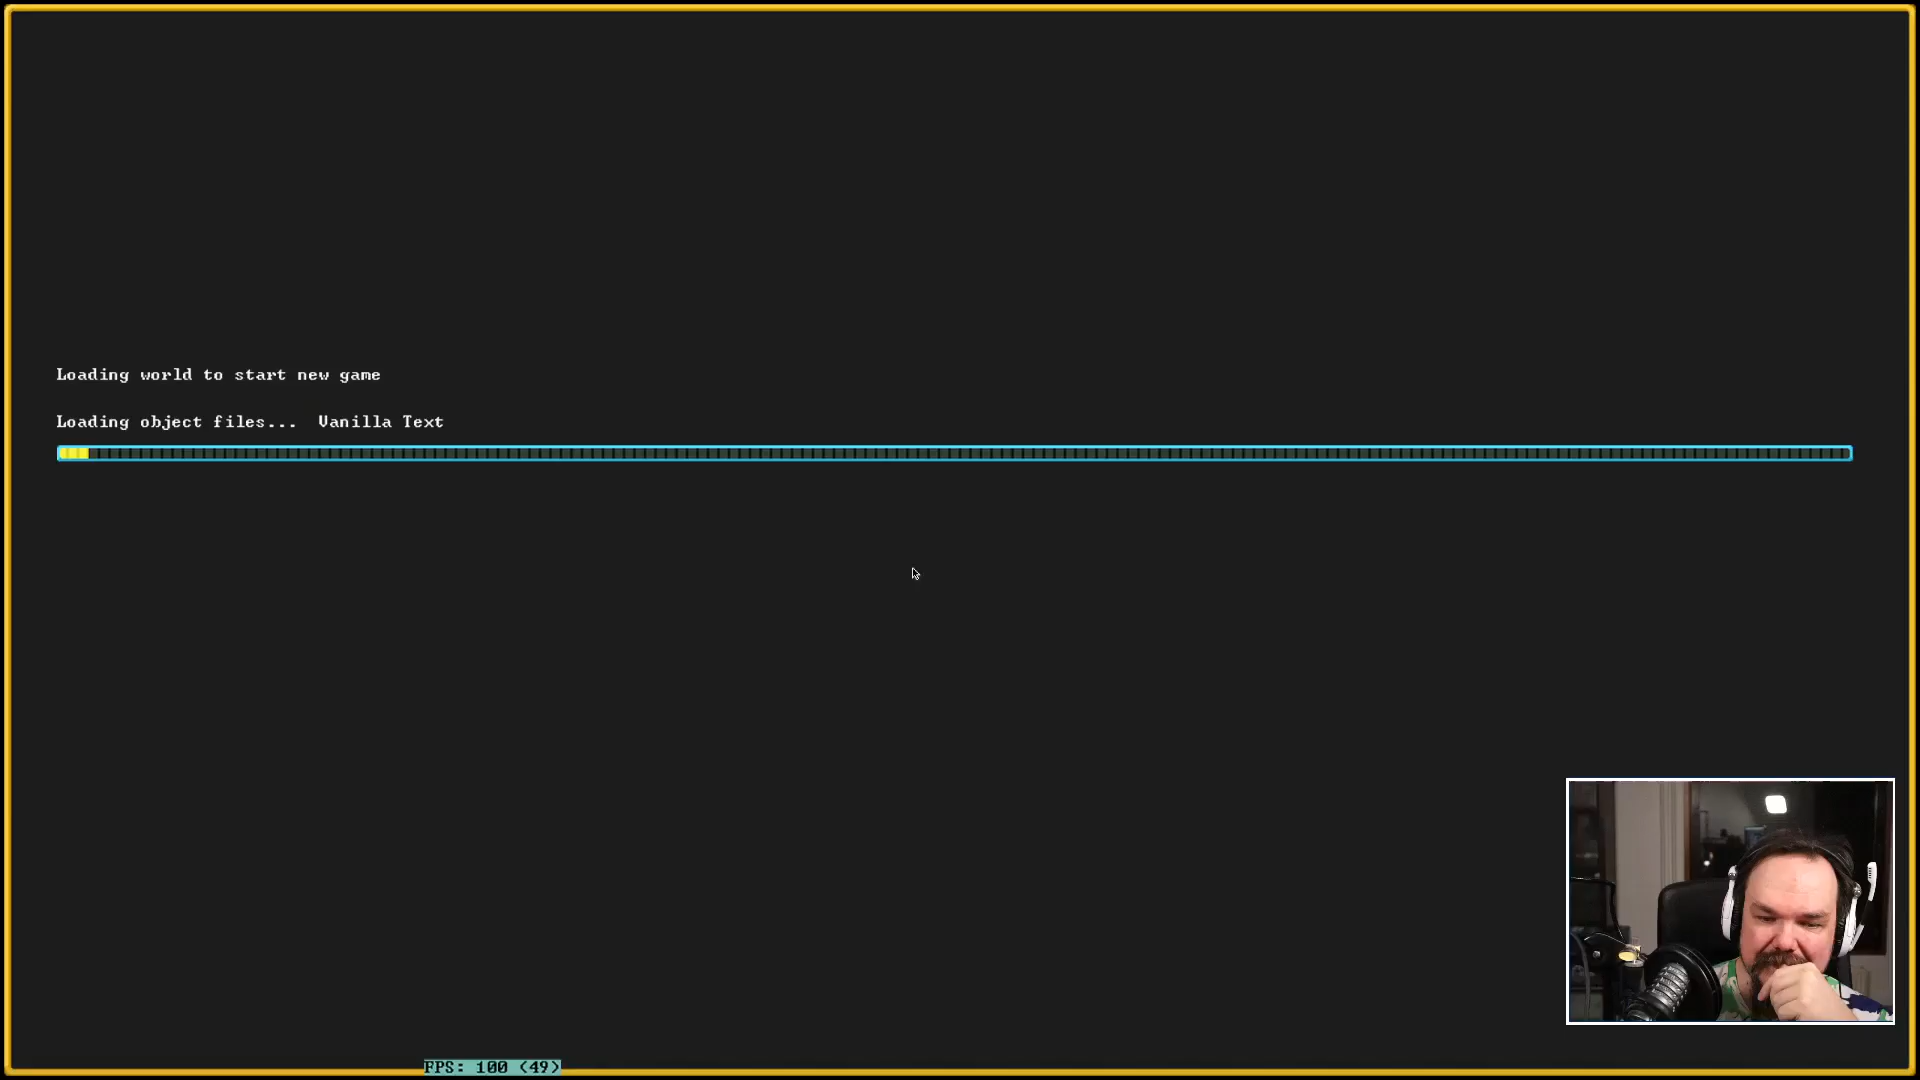 Loading world to start new game
Loading object files...  Vanilla Text
FPS: 100 (49)